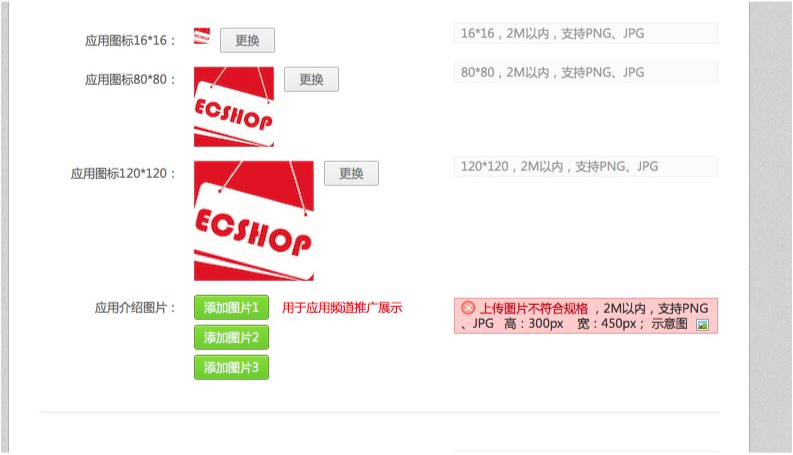 应用图标16*16：
更换
16*16，2M以内，支持PNG、JPG
应用图标80*80：
ECSHOP
更换
80*80，2M以内，支持PNG、JPG
应用图标120*120：
ECSHOP
更换
120*120，2M以内，支持PNG、JPG
应用介绍图片：
添加图片1
用于应用频道推广展示
上传图片不符合规格，2M以内，支持PNG
、JPG 高：300px 宽：450px；示意图
添加图片2
添加图片3